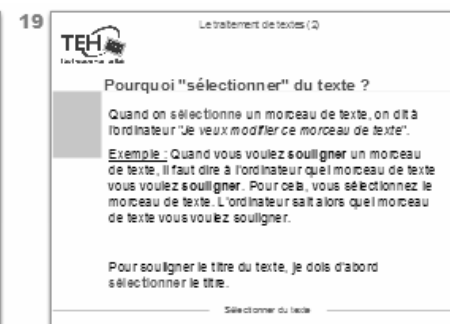 19
Le traitement de textes (2)
TEH
Pourquoi "sélectionner" du texte ?
Quand on sélectionne un morceau de texte, on dit à
l'ordinateur "Je veux modifier ce morceau de texte".
Exemple : Quand vous voulez souligner un morceau
de texte, il faut dire à l'ordinateur quel morceau de texte
vous voulez souligner. Pour cela, vous sélectionnez le
morceau de texte. L'ordinateur sait alors quel morceau
de texte vous voulez souligner.
Pour souligner le titre du texte, je dois d'abord
sélectionner le titre.
Sélectionner du texte